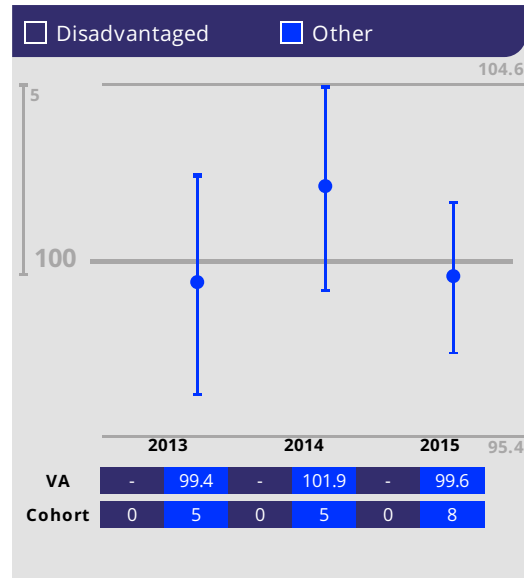 Disadvantaged Other
104.6
5
100
2013 2014 2015 95.4
VA - 99.4 - 101.9 - 99.6
Cohort 0 5 0 5 0 8